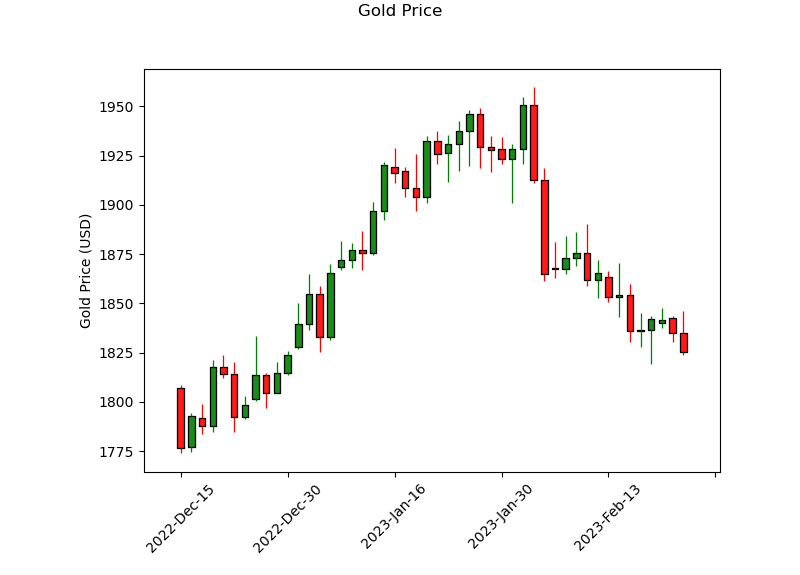 Gold Price
Gold Price (USD)
1950
1925
1900
1875
1850
1825
1800
1775
2022-Dec-15
2022-Dec-30
2023-Jan-16
2023-Jan-30
2023-Feb-13